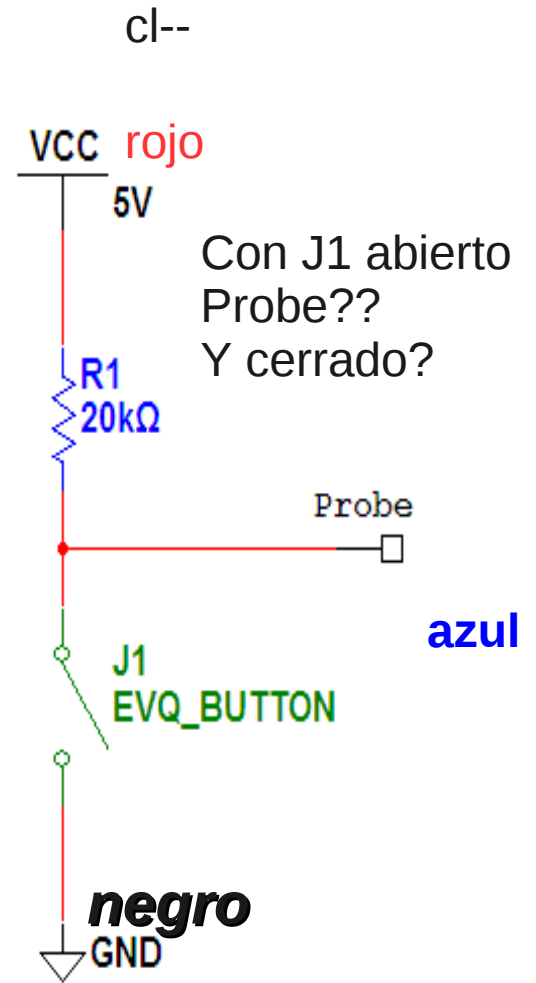 cl--
VCC rojo
5V
Con J1 abierto
Probe??
Y cerrado?
R1
20kΩ
Probe
azul
J1
EVQ_BUTTON
negro
GND